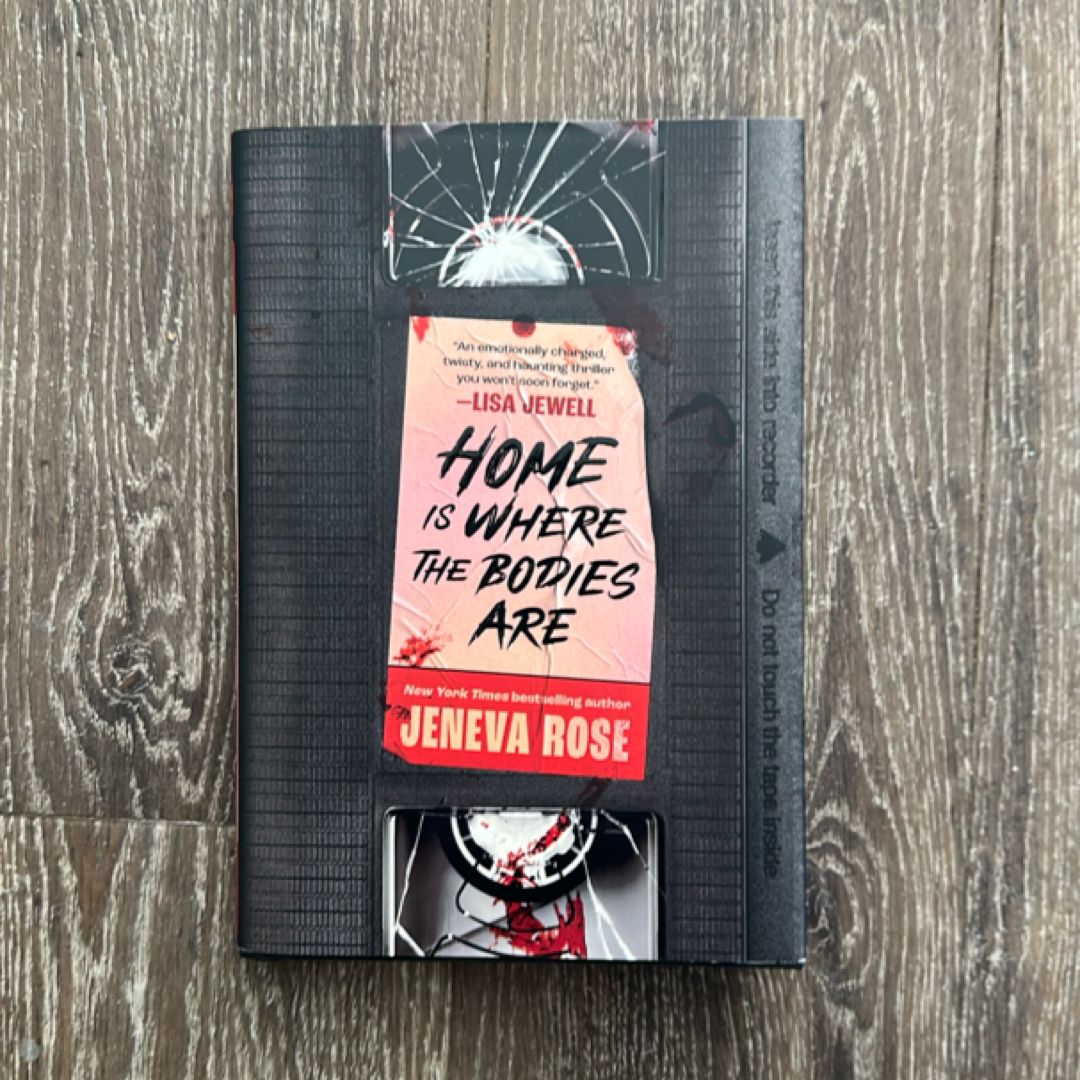 "An emotionally charged,
twisty, and haunting thriller
you won't soon forget."
—LISA JEWELL
HOME
IS WHERE
THE BODIES
ARE
New York Times bestselling author
JENEVA ROSE
Insert this side into recorder ▲ Do not touch the tape inside